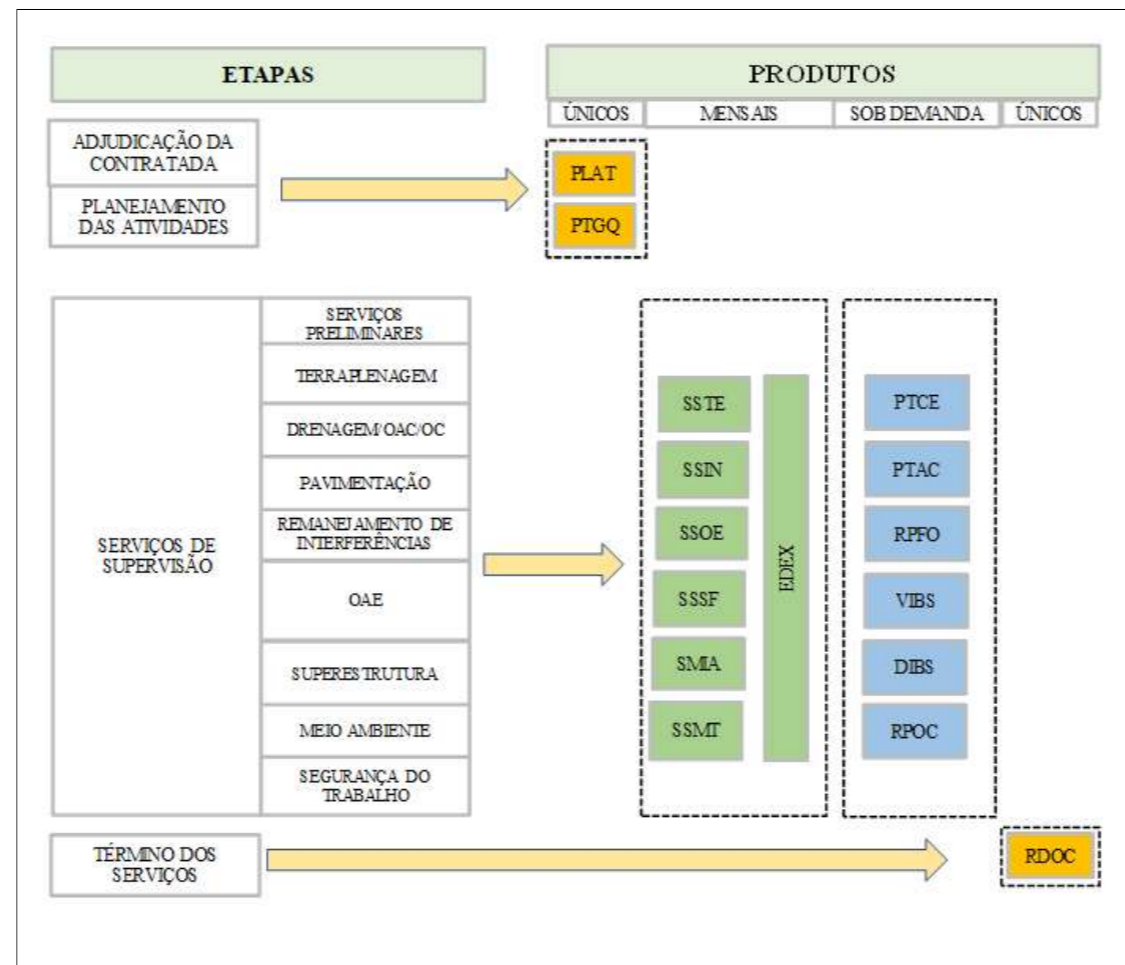 ETAPAS
PRODUTOS
ÚNICOS
MENSAIS
SOB DEMANDA
ÚNICOS
ADJUDICAÇÃO DA
CONTRATADA
PLANEJAMENTO
DAS ATIVIDADES
PLAT
PTGQ
SERVIÇOS DE
SUPERVISÃO
SERVIÇOS
PRELIMINARES
TERRAPLENAGEM
DRENAGEM/OAC/OC
PAVIMENTAÇÃO
REMANEJAMENTO DE
INTERFERÊNCIAS
OAE
SUPERESTRUTURA
MEIO AMBIENTE
SEGURANÇA DO
TRABALHO
SSTE
SSIN
SSOE
SSSF
SMIA
SSMT
EDEX
PTCE
PTAC
RPFO
VIBS
DIBS
RPOC
TÉRMINO DOS
SERVIÇOS
RDOC